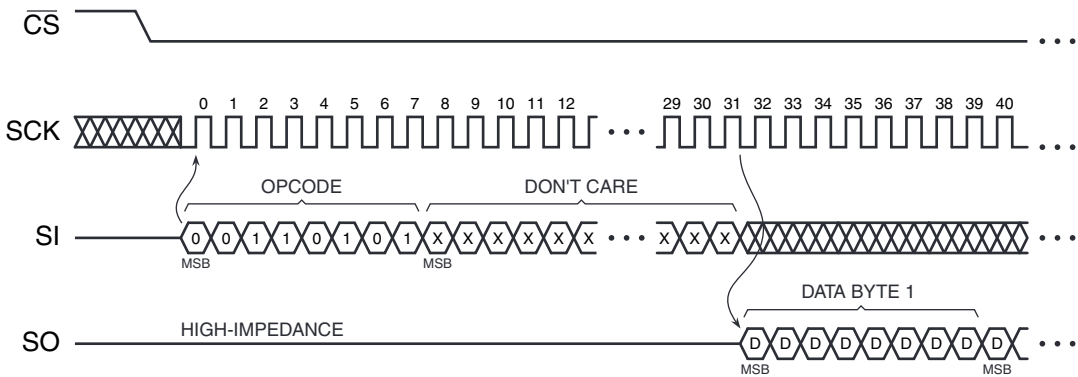 CS
SCK 0 1 2 3 4 5 6 7 8 9 10 11 12 ••• 29 30 31 32 33 34 35 36 37 38 39 40 •••
OPCODE DON'T CARE
SI 0 0 1 1 0 1 0 1 X X X X X X ••• X X X •••
MSB MSB
DATA BYTE 1
HIGH-IMPEDANCE
SO D D D D D D D D D •••
MSB MSB